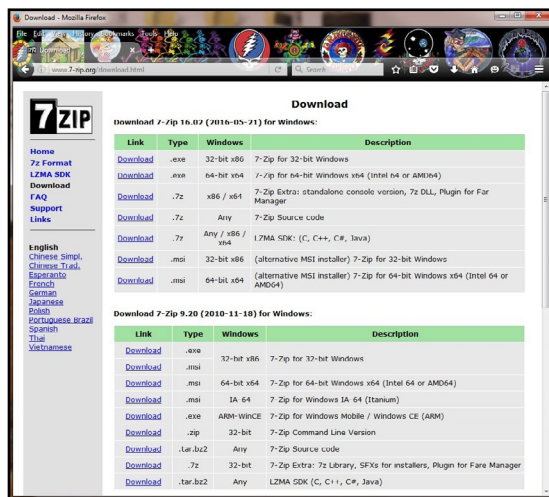 Download - Mozilla Firefox
File Edit View History Bookmarks Tools Help
Download
www.7-zip.org/download.html
Search
7ZIP
Home
7z Format
LZMA SDK
Download
FAQ
Support
Links
English
Chinese Simpl.
Chinese Trad.
Esperanto
French
German
Japanese
Polish
Portuguese Brazil
Spanish
Thai
Vietnamese
Download
Download 7-Zip 16.02 (2016-05-21) for Windows:
Link Type Windows Description
Download .exe 32-bit x86 7-Zip for 32-bit Windows
Download .exe 64-bit x64 7-Zip for 64-bit Windows x64 (Intel 64 or AMD64)
Download .7z x86 / x64 7-Zip Extra: standalone console version, 7z DLL, Plugin for Far
Manager
Download .7z Any 7-Zip Source code
Download .7z Any / x86 /
x64 LZMA SDK: (C, C++, C#, Java)
Download .msi 32-bit x86 (alternative MSI installer) 7-Zip for 32-bit Windows
Download .msi 64-bit x64 (alternative MSI installer) 7-Zip for 64-bit Windows x64 (Intel 64 or
AMD64)
Download 7-Zip 9.20 (2010-11-18) for Windows:
Link Type Windows Description
Download .exe
32-bit x86 7-Zip for 32-bit Windows
Download .msi
Download .msi 64-bit x64 7-Zip for 64-bit Windows x64 (Intel 64 or AMD64)
Download .msi IA-64 7-Zip for Windows IA-64 (Itanium)
Download .exe ARM-WinCE 7-Zip for Windows Mobile / Windows CE (ARM)
Download .zip 32-bit 7-Zip Command Line Version
Download .tar.bz2 Any 7-Zip Source code
Download .7z 32-bit 7-Zip Extra: 7z Library, SFXs for installers, Plugin for Fare Manager
Download .tar.bz2 Any LZMA SDK (C, C++, C#, Java)